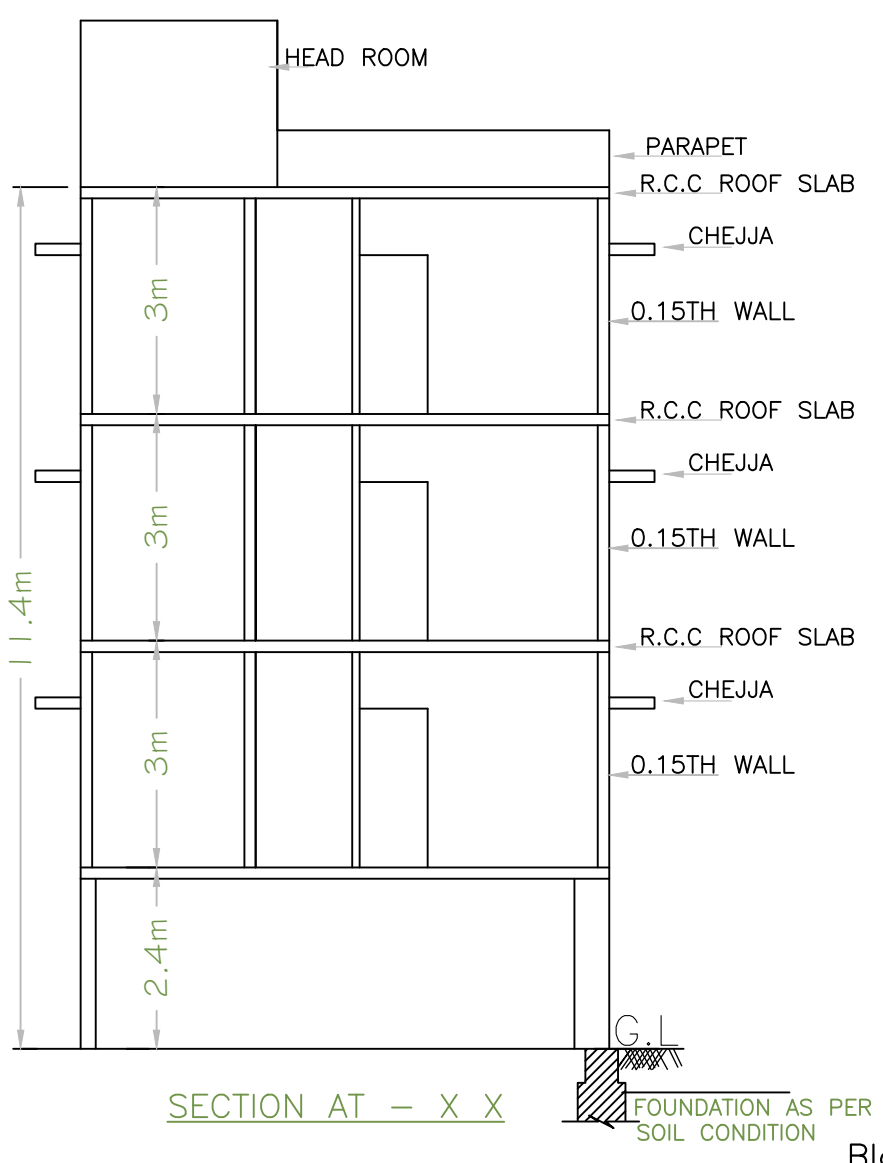 HEAD ROOM
PARAPET
R.C.C ROOF SLAB
CHEJJA
3m
0.15TH WALL
R.C.C ROOF SLAB
CHEJJA
3m
0.15TH WALL
11.4m
R.C.C ROOF SLAB
CHEJJA
3m
0.15TH WALL
2.4m
G.L
SECTION AT - X X
FOUNDATION AS PER
SOIL CONDITION